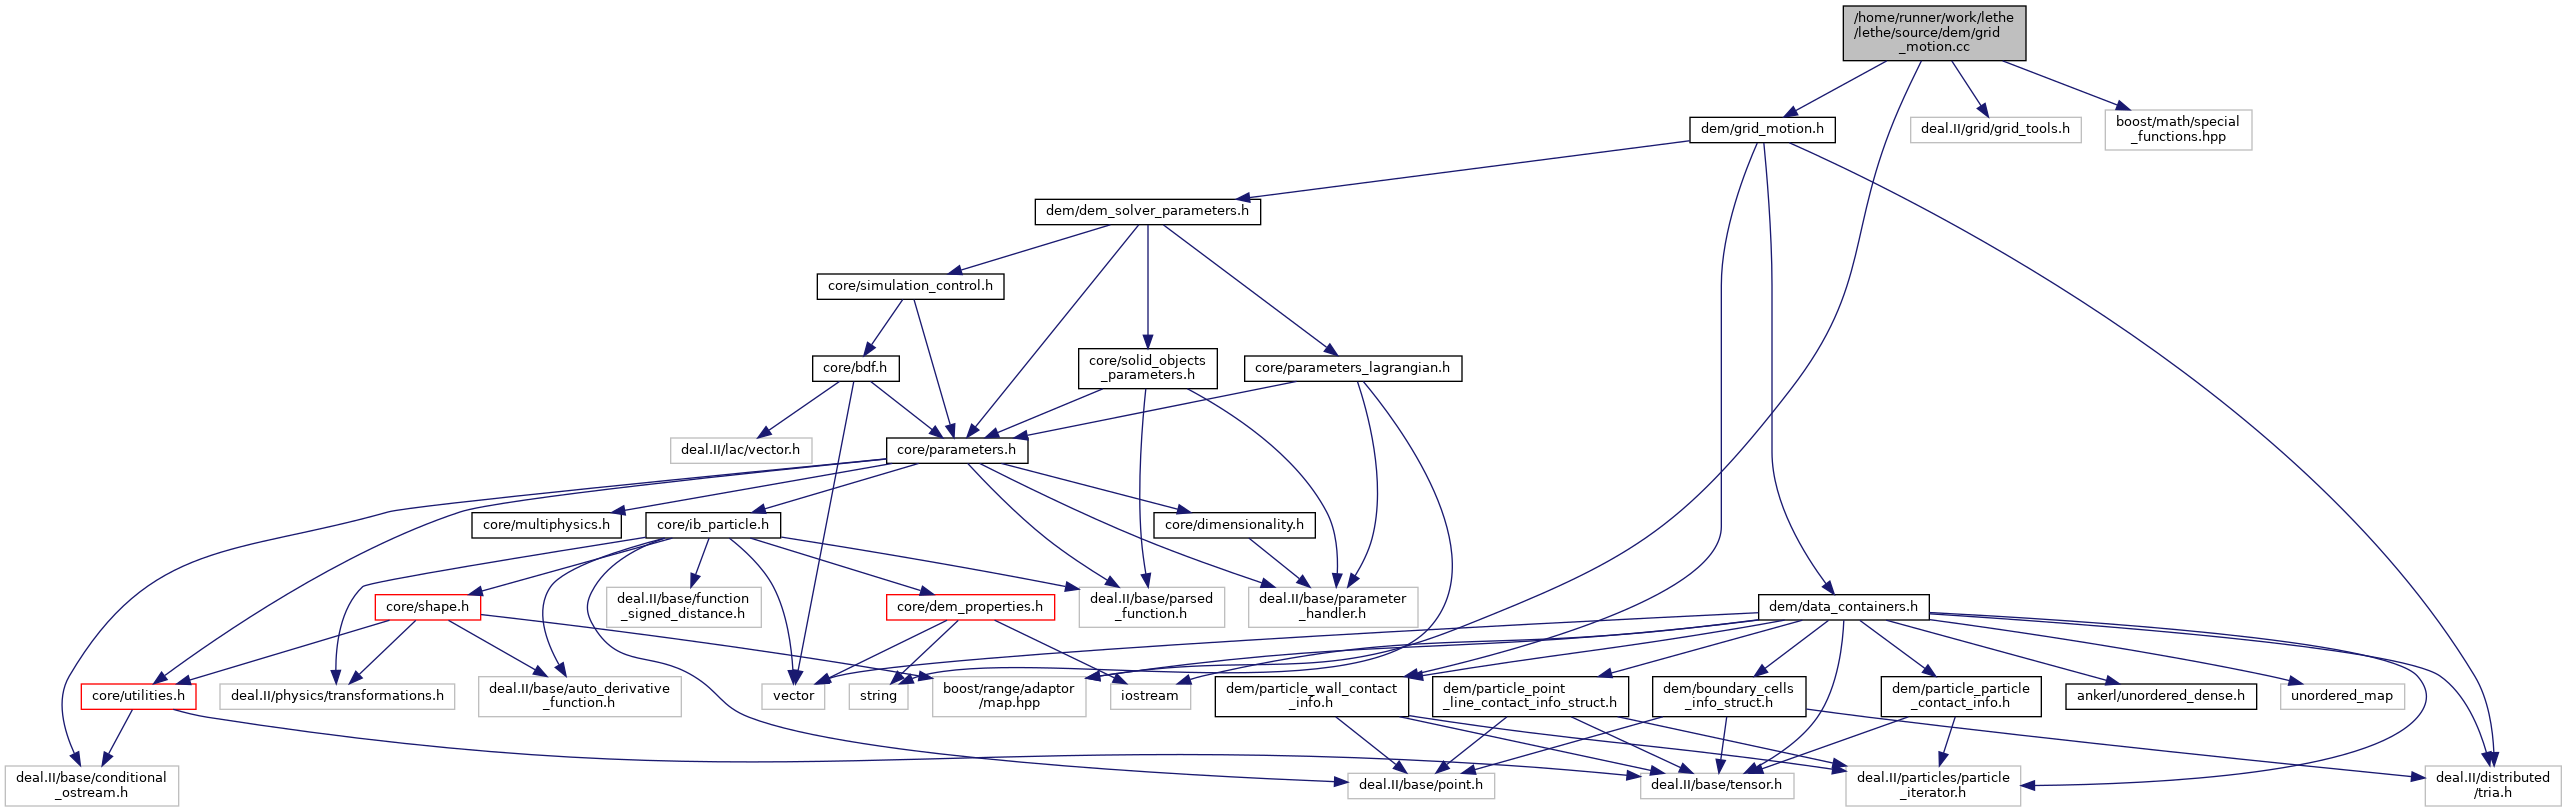 /home/runner/work/lethe
/lethe/source/dem/grid
_motion.cc
dem/grid_motion.h
deal.II/grid/grid_tools.h
boost/math/special
_functions.hpp
dem/dem_solver_parameters.h
core/simulation_control.h
core/bdf.h
core/solid_objects
_parameters.h
core/parameters_lagrangian.h
deal.II/lac/vector.h
core/parameters.h
core/multiphysics.h
core/ib_particle.h
core/dimensionality.h
core/shape.h
deal.II/base/function
_signed_distance.h
core/dem_properties.h
deal.II/base/parsed
_function.h
deal.II/base/parameter
_handler.h
dem/data_containers.h
core/utilities.h
deal.II/physics/transformations.h
deal.II/base/auto_derivative
_function.h
vector
string
boost/range/adaptor
/map.hpp
iostream
dem/particle_wall_contact
_info.h
dem/particle_point
_line_contact_info_struct.h
dem/boundary_cells
_info_struct.h
dem/particle_particle
_contact_info.h
ankerl/unordered_dense.h
unordered_map
deal.II/base/conditional
_ostream.h
deal.II/base/point.h
deal.II/base/tensor.h
deal.II/particles/particle
_iterator.h
deal.II/distributed
/tria.h